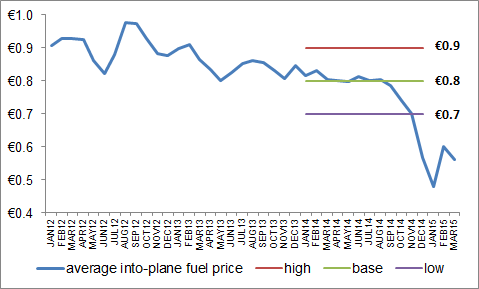 €1.0
€0.9
€0.8
€0.7
€0.6
€0.5
€0.4
€0.9
€0.8
€0.7
JAN12
FEB12
MAR12
APR12
MAY12
JUN12
JUL12
AUG12
SEP12
OCT12
NOV12
DEC12
JAN13
FEB13
MAR13
APR13
MAY13
JUN13
JUL13
AUG13
SEP13
OCT13
NOV13
DEC13
JAN14
FEB14
MAR14
APR14
MAY14
JUN14
JUL14
AUG14
SEP14
OCT14
NOV14
DEC14
JAN15
FEB15
MAR15
average into-plane fuel price high base low